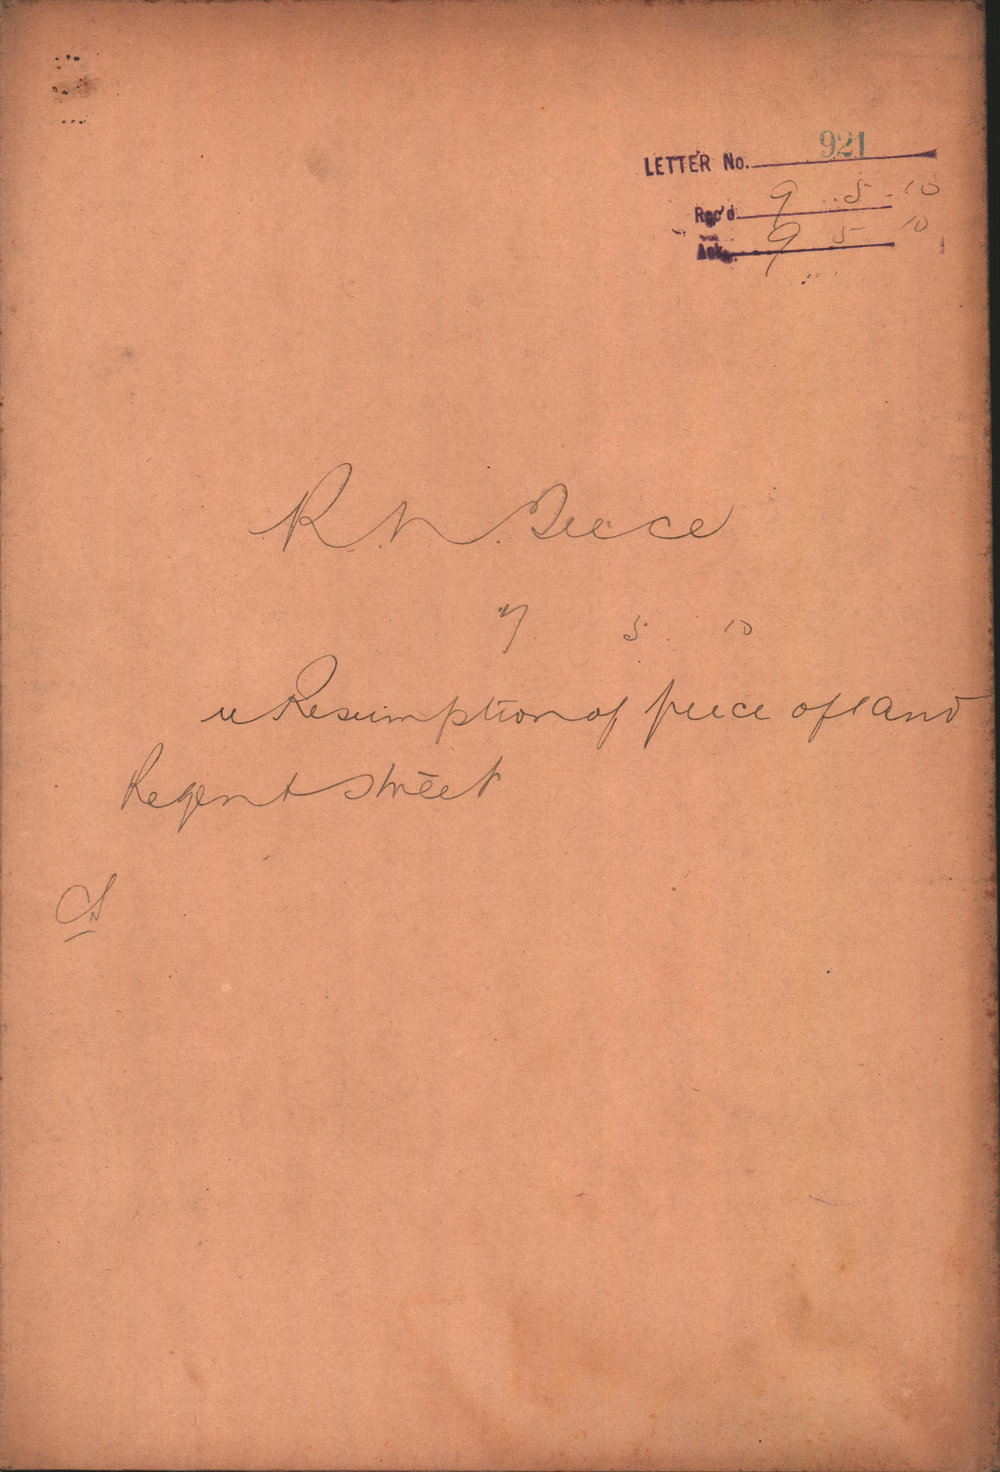 LETTER No. 921
Rec'd 9 . 5 - 10
Ack. 9 5 10
R. N.
7 . 5 . 10
re Resumption of piece of land
Regent Street